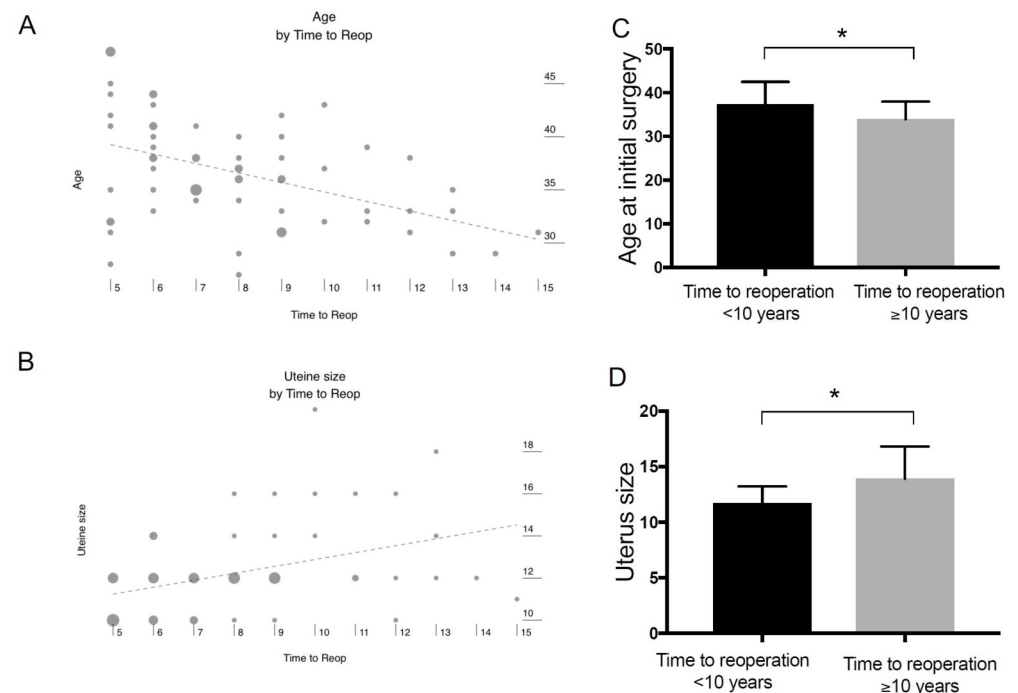 A
Age
by Time to Reop
Age
45
40
35
30
5 6 7 8 9 10 11 12 13 14 15
Time to Reop
B
Uteine size
by Time to Reop
Uteine size
18
16
14
12
10
5 6 7 8 9 10 11 12 13 14 15
Time to Reop
C
*
Age at initial surgery
50
40
30
20
10
0
Time to reoperation Time to reoperation
<10 years ≥10 years
D
*
Uterus size
20
15
10
5
0
Time to reoperation Time to reoperation
<10 years ≥10 years